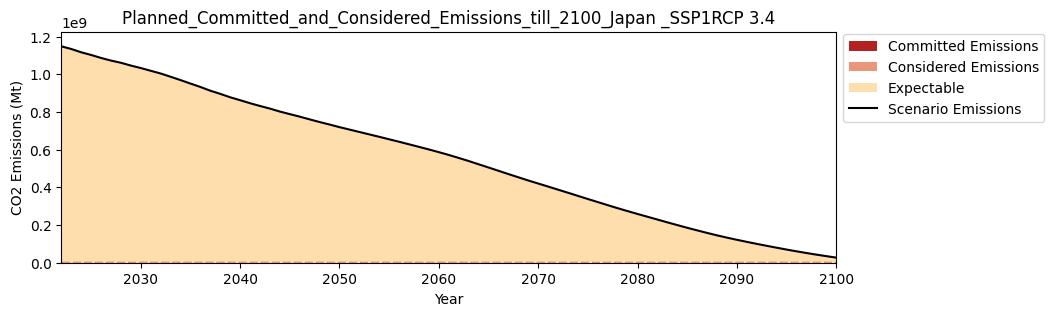 Planned_Committed_and_Considered_Emissions_till_2100_Japan _SSP1RCP 3.4
1e9
1.2
1.0
0.8
0.6
0.4
0.2
0.0
CO2 Emissions (Mt)
2030 2040 2050 2060 2070 2080 2090 2100
Year
Committed Emissions
Considered Emissions
Expectable
Scenario Emissions